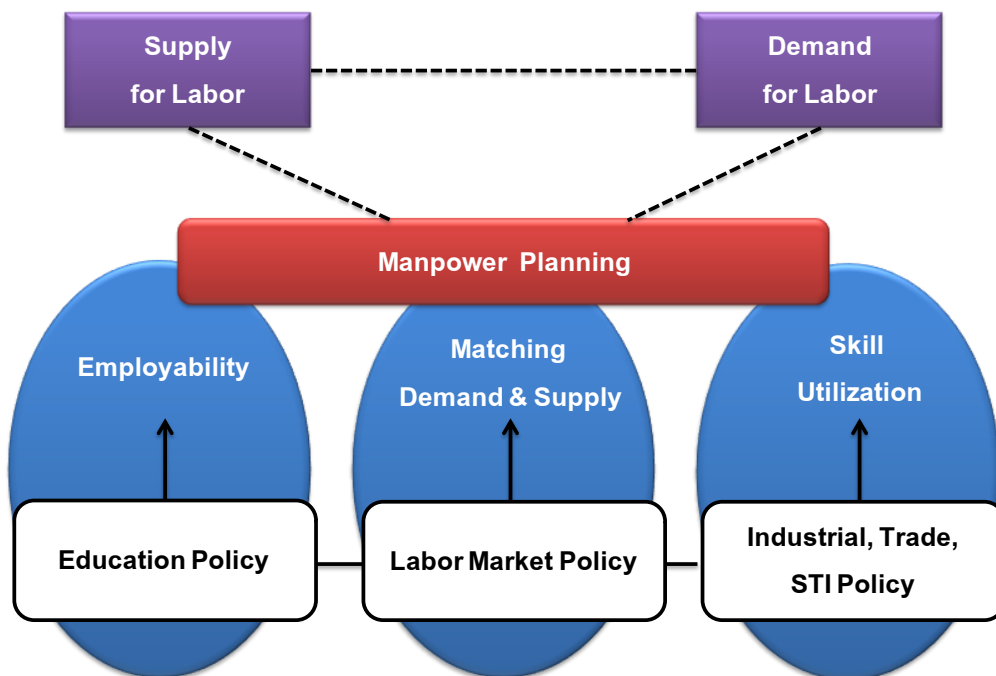 Supply
for Labor
Demand
for Labor
Manpower Planning
Employability
Matching
Demand & Supply
Skill
Utilization
Education Policy
Labor Market Policy
Industrial, Trade,
STI Policy